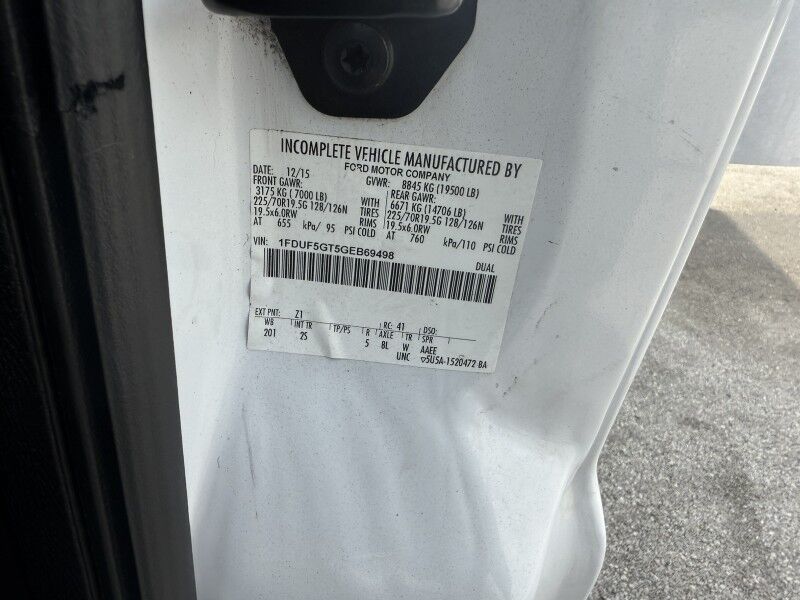 INCOMPLETE VEHICLE MANUFACTURED BY
FORD MOTOR COMPANY
DATE: 12/15 GVWR: 8845 KG (19500 LB)
FRONT GAWR: REAR GAWR:
3175 KG ( 7000 LB) WITH 6671 KG (14706 LB) WITH
225/70R19.5G 128/126N TIRES 225/70R19.5G 128/126N TIRES
19.5x6.0RW RIMS 19.5x6.0RW RIMS
AT 655 kPa/ 95 PSI COLD AT 760 kPa/110 PSI COLD
VIN: 1FDUF5GT5GEB69498 DUAL
EXT PNT: Z1 RC: 41 DSO:
WB INT TR TP/PS R AXLE TR SPR
201 2S 5 8L W AAEE
UNC ▽5USA-1520472 BA